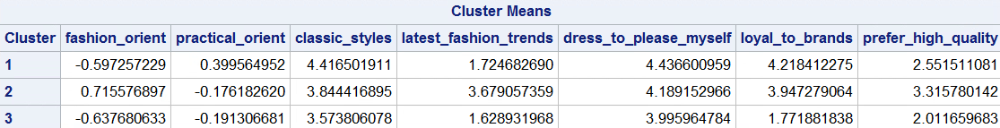 Cluster Means
Cluster fashion_orient practical_orient classic_styles latest_fashion_trends dress_to_please_myself loyal_to_brands prefer_high_quality
1 -0.597257229 0.399564952 4.416501911 1.724682690 4.436600959 4.218412275 2.551511081
2 0.715576897 -0.176182620 3.844416895 3.679057359 4.189152966 3.947279064 3.315780142
3 -0.637680633 -0.191306681 3.573806078 1.628931968 3.995964784 1.771881838 2.011659683